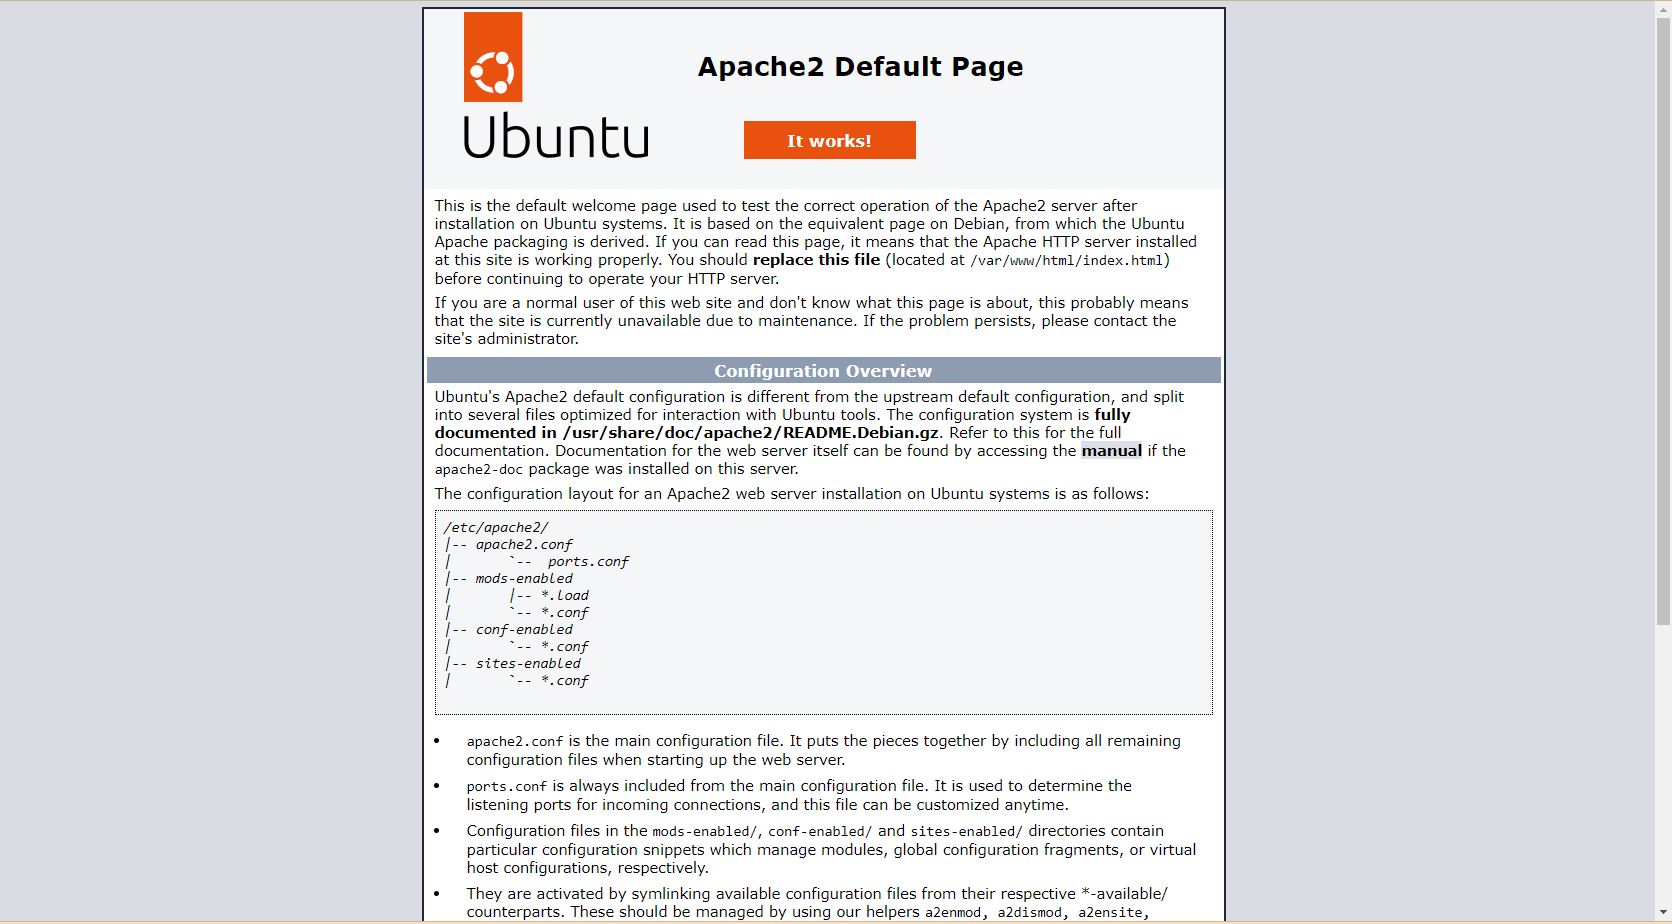 Apache2 Default Page
Ubuntu
It works!
This is the default welcome page used to test the correct operation of the Apache2 server after
installation on Ubuntu systems. It is based on the equivalent page on Debian, from which the Ubuntu
Apache packaging is derived. If you can read this page, it means that the Apache HTTP server installed
at this site is working properly. You should replace this file (located at /var/www/html/index.html)
before continuing to operate your HTTP server.
If you are a normal user of this web site and don't know what this page is about, this probably means
that the site is currently unavailable due to maintenance. If the problem persists, please contact the
site's administrator.
Configuration Overview
Ubuntu's Apache2 default configuration is different from the upstream default configuration, and split
into several files optimized for interaction with Ubuntu tools. The configuration system is fully
documented in /usr/share/doc/apache2/README.Debian.gz. Refer to this for the full
documentation. Documentation for the web server itself can be found by accessing the manual if the
apache2-doc package was installed on this server.
The configuration layout for an Apache2 web server installation on Ubuntu systems is as follows:
/etc/apache2/
|-- apache2.conf
|       `--  ports.conf
|-- mods-enabled
|       |-- *.load
|       `-- *.conf
|-- conf-enabled
|       `-- *.conf
|-- sites-enabled
|       `-- *.conf
• apache2.conf is the main configuration file. It puts the pieces together by including all remaining
configuration files when starting up the web server.
• ports.conf is always included from the main configuration file. It is used to determine the
listening ports for incoming connections, and this file can be customized anytime.
• Configuration files in the mods-enabled/, conf-enabled/ and sites-enabled/ directories contain
particular configuration snippets which manage modules, global configuration fragments, or virtual
host configurations, respectively.
• They are activated by symlinking available configuration files from their respective *-available/
counterparts. These should be managed by using our helpers a2enmod, a2dismod, a2ensite,